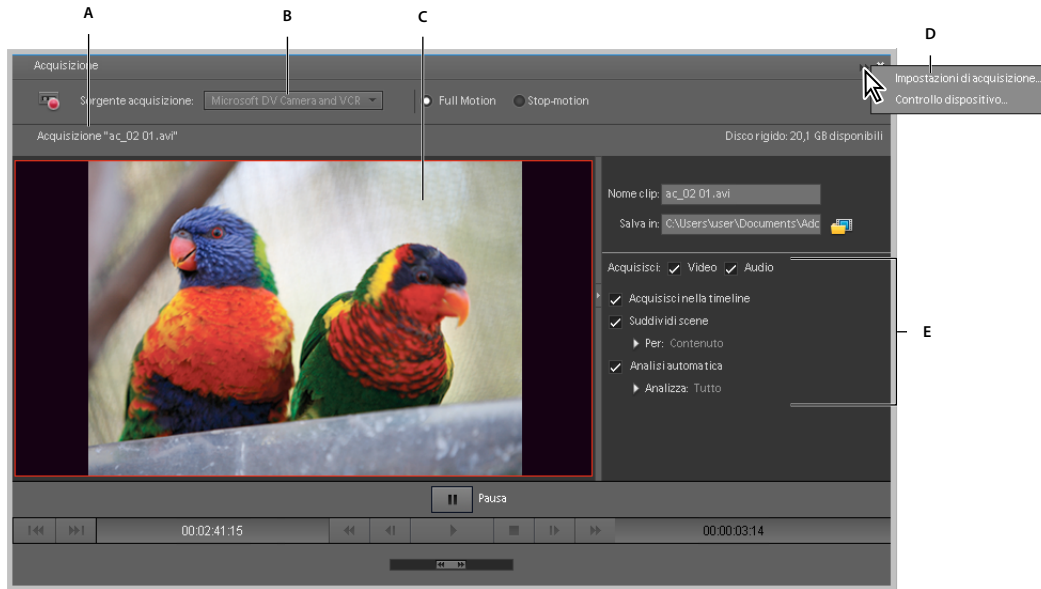 A
B
C
D
Acquisizione
Impostazioni di acquisizione...
Controllo dispositivo...
Sorgente acquisizione: Microsoft DV Camera and VCR Full Motion Stop-motion
Acquisizione "ac_02 01.avi" Disco rigido: 20,1 GB disponibili
Nome clip: ac_02 01.avi
Salva in: C:\Users\user\Documents\Adc
Acquisisci: Video Audio
Acquisisci nella timeline
Suddividi scene
Per: Contenuto
Analisi automatica
Analizza: Tutto
E
Pausa
00:02:41:15 00:00:03:14